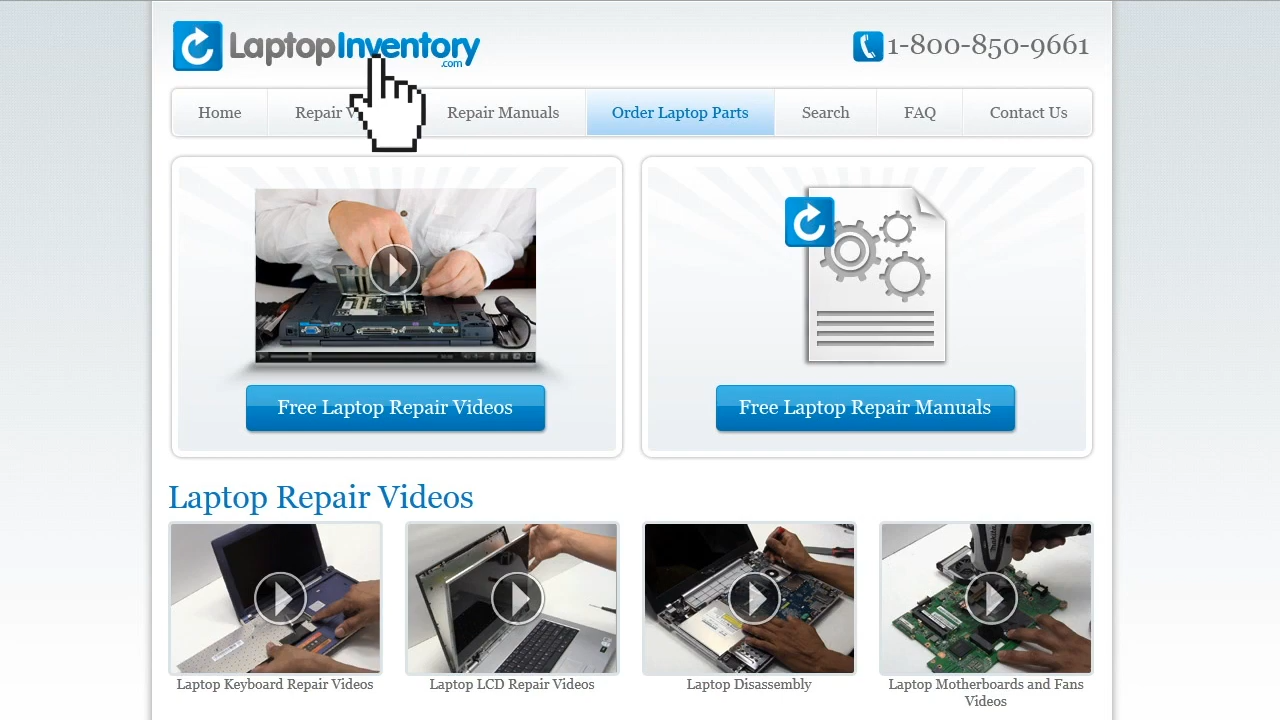 LaptopInventory
.com
1-800-850-9661
Home
Repair V
Repair Manuals
Order Laptop Parts
Search
FAQ
Contact Us
Free Laptop Repair Videos
Free Laptop Repair Manuals
Laptop Repair Videos
Laptop Keyboard Repair Videos
Laptop LCD Repair Videos
Laptop Disassembly
Laptop Motherboards and Fans
Videos